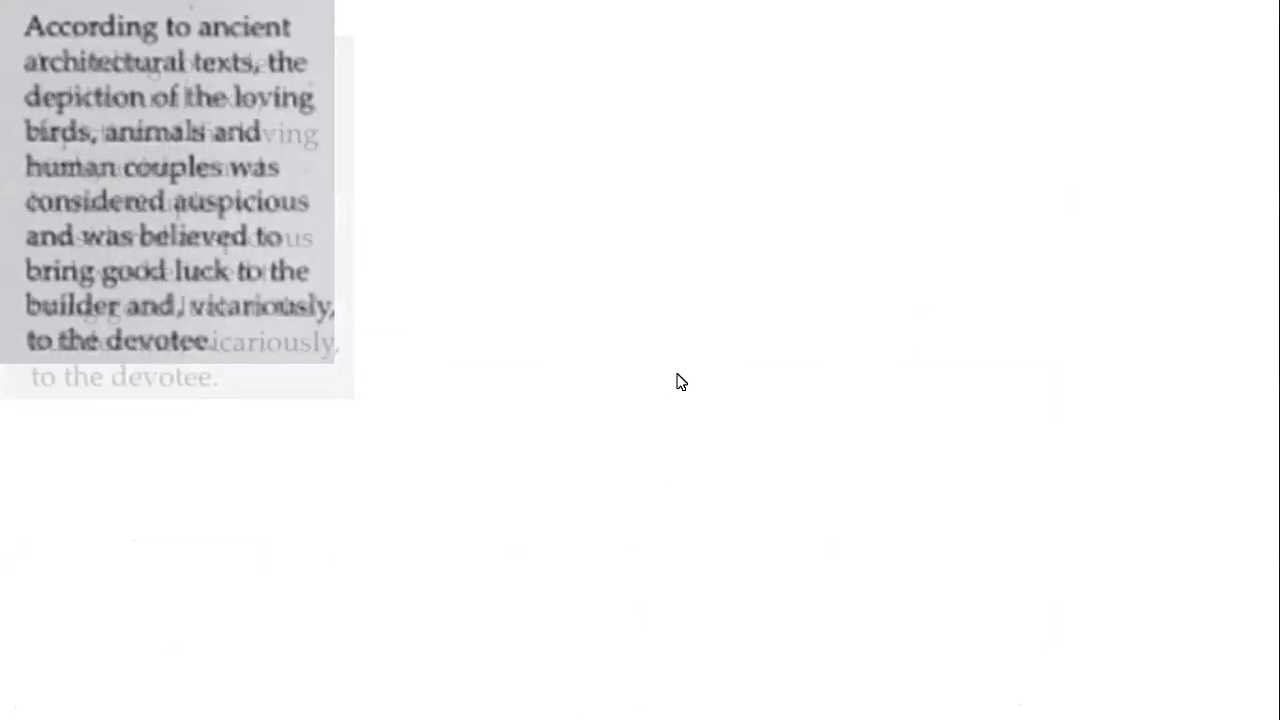 According to ancient
architectural texts, the
depiction of the loving
birds, animals and
human couples was
considered auspicious
and was believed to
bring good luck to the
builder and, vicariously,
to the devotee.